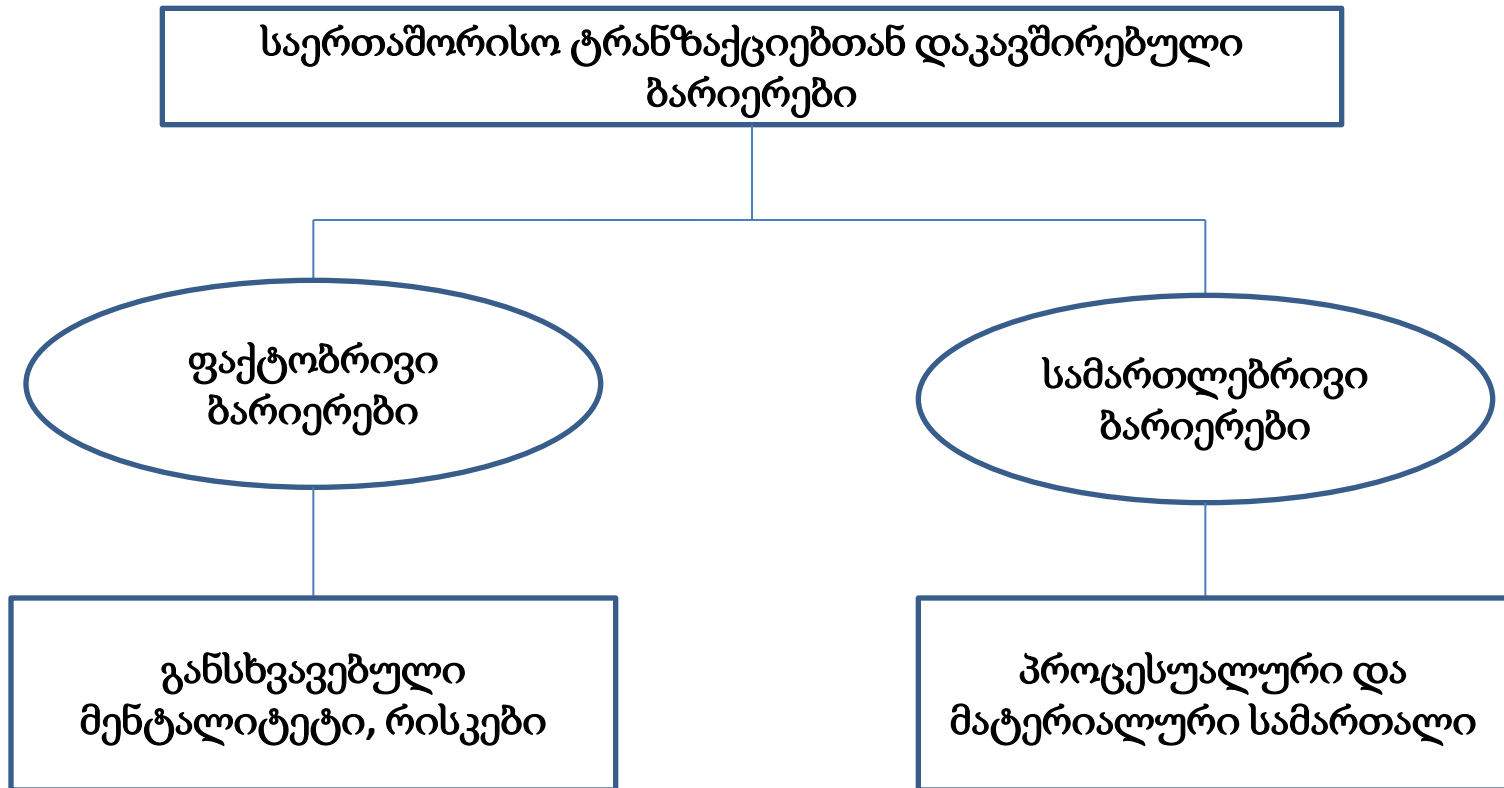 საერთაშორისო ტრანზაქციებთან დაკავშირებული
ბარიერები
ფაქტობრივი
ბარიერები
სამართლებრივი
ბარიერები
განსხვავებული
მენტალიტეტი, რისკები
პროცესუალური და
მატერიალური სამართალი